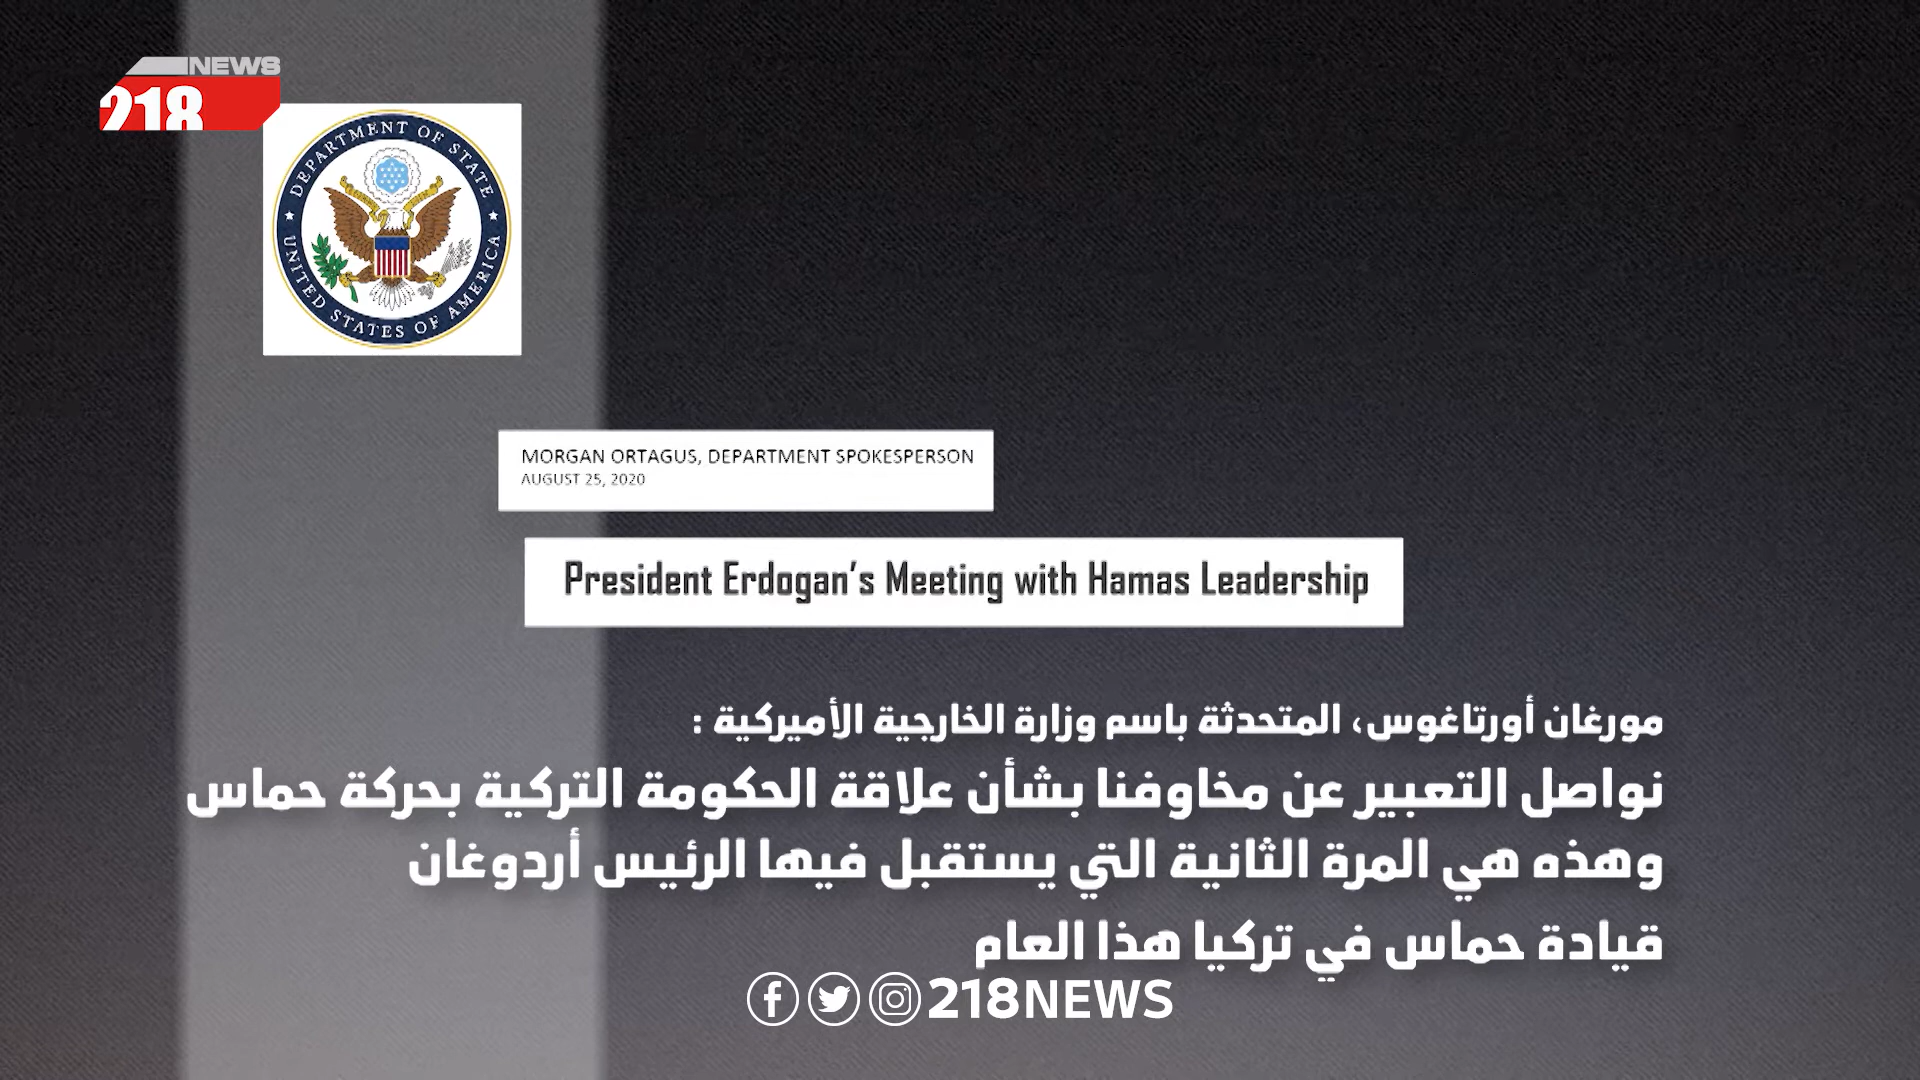 NEWS
218
DEPARTMENT OF STATE
UNITED STATES OF AMERICA
MORGAN ORTAGUS, DEPARTMENT SPOKESPERSON
AUGUST 25, 2020
President Erdogan's Meeting with Hamas Leadership
مورغان أورتاغوس، المتحدثة باسم وزارة الخارجية الأميركية :
نواصل التعبير عن مخاوفنا بشأن علاقة الحكومة التركية بحركة حماس
وهذه هي المرة الثانية التي يستقبل فيها الرئيس أردوغان
قيادة حماس في تركيا هذا العام
218NEWS